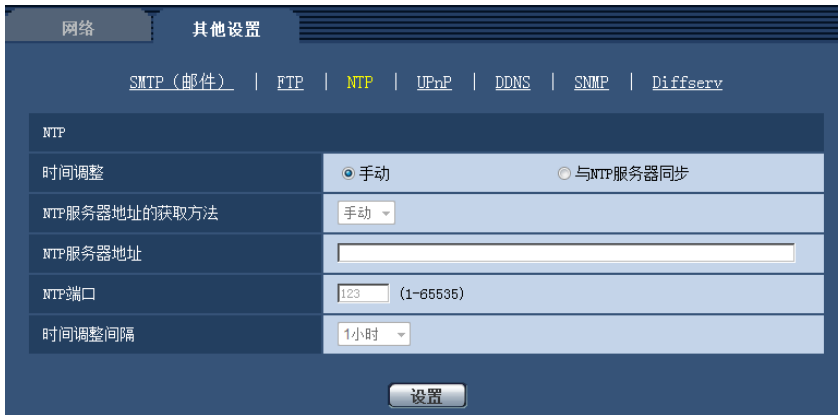 网络 其他设置
SMTP（邮件） | FTP | NTP | UPnP | DDNS | SNMP | Diffserv
NTP
时间调整 手动 与NTP服务器同步
NTP服务器地址的获取方法 手动
NTP服务器地址
NTP端口 123 (1-65535)
时间调整间隔 1小时
设置